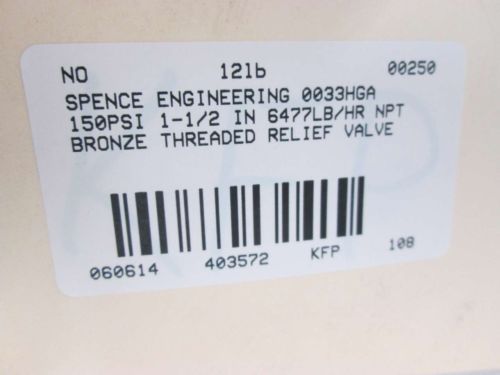 NO 12lb 00250
SPENCE ENGINEERING 0033HGA
150PSI 1-1/2 IN 6477LB/HR NPT
BRONZE THREADED RELIEF VALVE
060614 403572 KFP 108